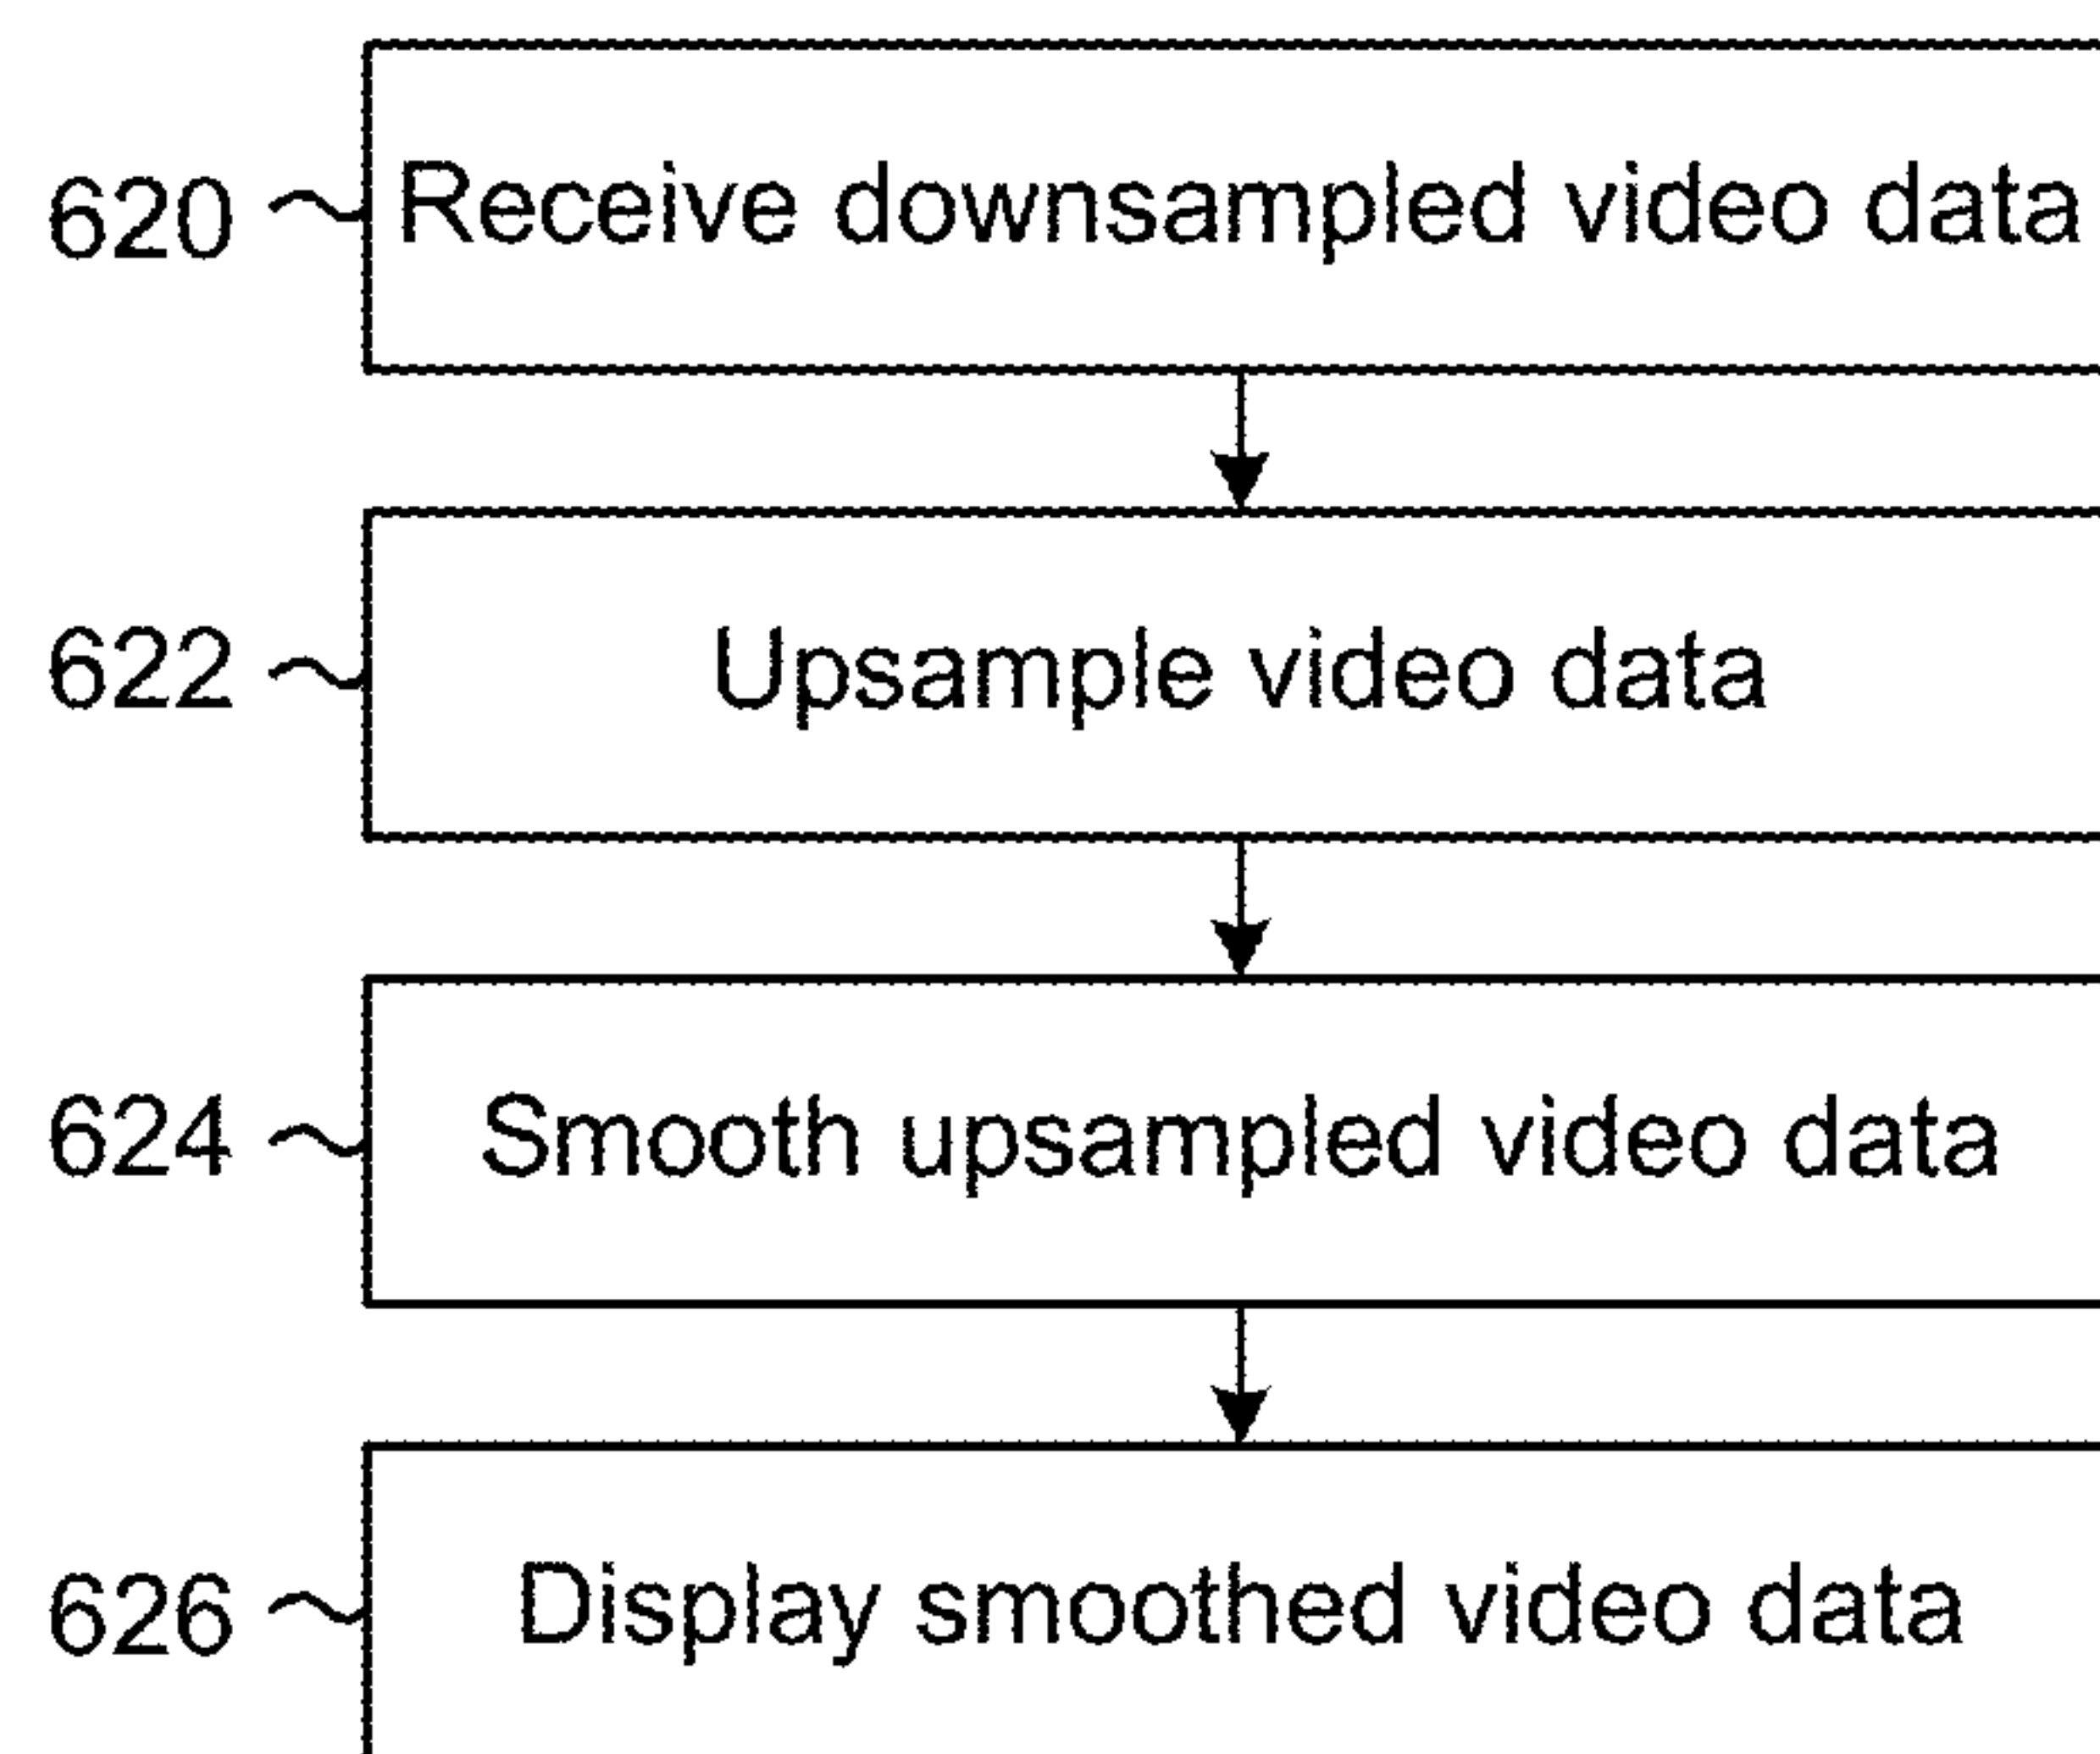 620 Receive downsampled video data
622 Upsample video data
624 Smooth upsampled video data
626 Display smoothed video data